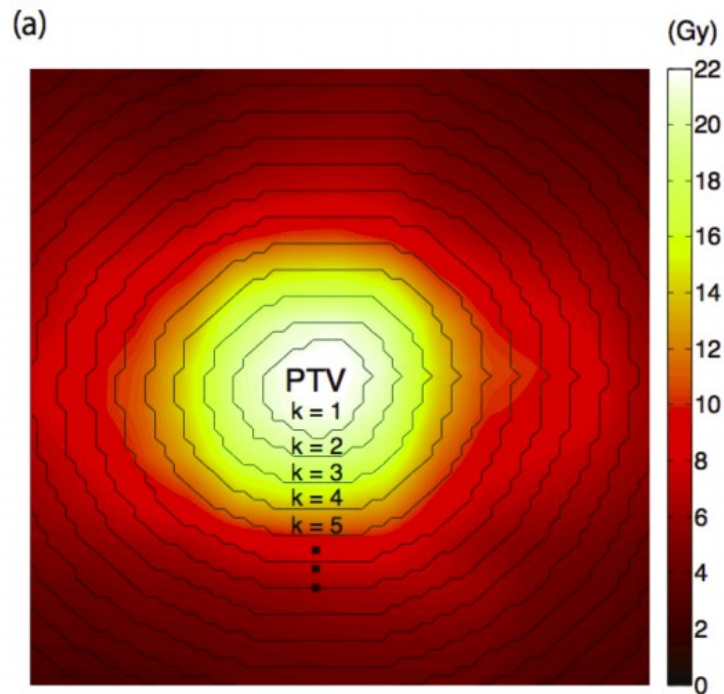 (a)
(Gy)
22
20
18
16
14
12
10
8
6
4
2
0
PTV
k = 1
k = 2
k = 3
k = 4
k = 5